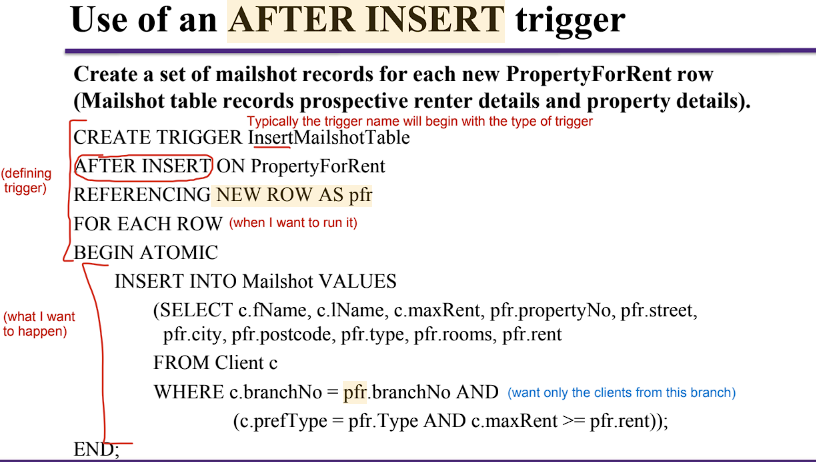 Use of an AFTER INSERT trigger
Create a set of mailshot records for each new PropertyForRent row
(Mailshot table records prospective renter details and property details).
Typically the trigger name will begin with the type of trigger
CREATE TRIGGER InsertMailshotTable
(defining
trigger)
AFTER INSERT ON PropertyForRent
REFERENCING NEW ROW AS pfr
FOR EACH ROW (when I want to run it)
BEGIN ATOMIC
(what I want
to happen)
INSERT INTO Mailshot VALUES
(SELECT c.fName, c.lName, c.maxRent, pfr.propertyNo, pfr.street,
pfr.city, pfr.postcode, pfr.type, pfr.rooms, pfr.rent
FROM Client c
WHERE c.branchNo = pfr.branchNo AND (want only the clients from this branch)
(c.prefType = pfr.Type AND c.maxRent >= pfr.rent));
END;